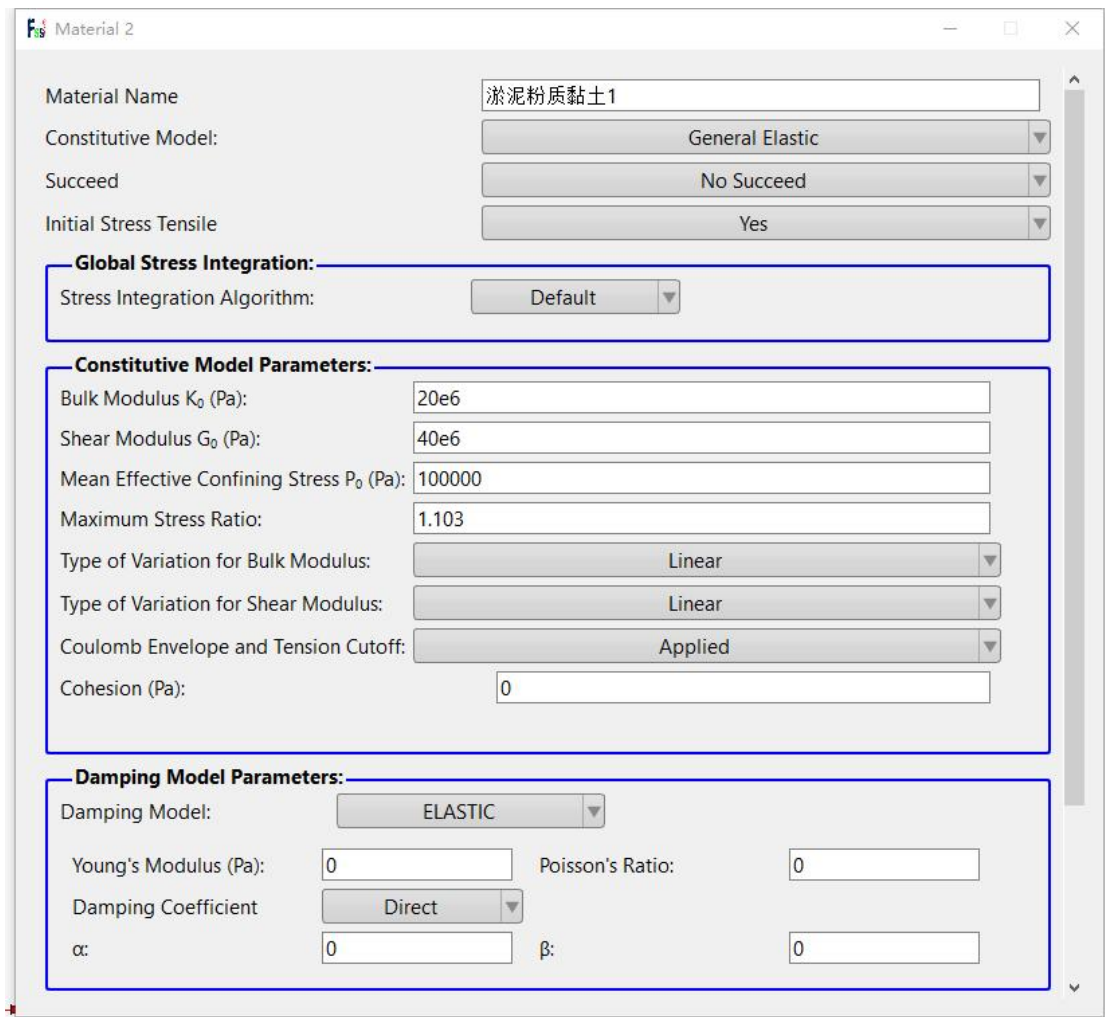 Fssi Material 2
Material Name 淤泥粉质黏土1
Constitutive Model: General Elastic
Succeed No Succeed
Initial Stress Tensile Yes
Global Stress Integration:
Stress Integration Algorithm: Default
Constitutive Model Parameters:
Bulk Modulus K₀ (Pa): 20e6
Shear Modulus G₀ (Pa): 40e6
Mean Effective Confining Stress P₀ (Pa): 100000
Maximum Stress Ratio: 1.103
Type of Variation for Bulk Modulus: Linear
Type of Variation for Shear Modulus: Linear
Coulomb Envelope and Tension Cutoff: Applied
Cohesion (Pa): 0
Damping Model Parameters:
Damping Model: ELASTIC
Young's Modulus (Pa): 0 Poisson's Ratio: 0
Damping Coefficient Direct
α: 0 β: 0